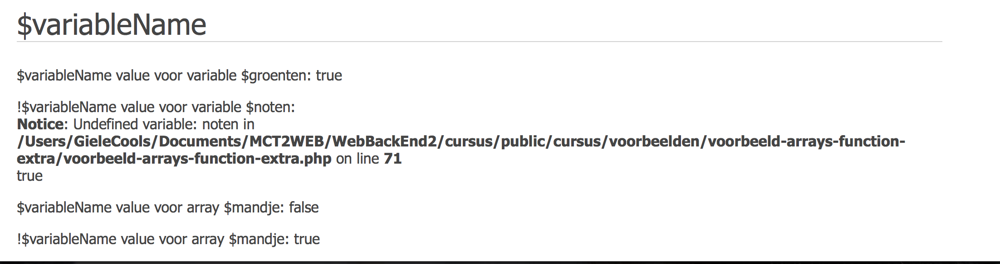 $variableName
$variableName value voor variable $groenten: true
!$variableName value voor variable $noten:
Notice: Undefined variable: noten in
/Users/GieleCools/Documents/MCT2WEB/WebBackEnd2/cursus/public/cursus/voorbeelden/voorbeeld-arrays-function-
extra/voorbeeld-arrays-function-extra.php on line 71
true
$variableName value voor array $mandje: false
!$variableName value voor array $mandje: true